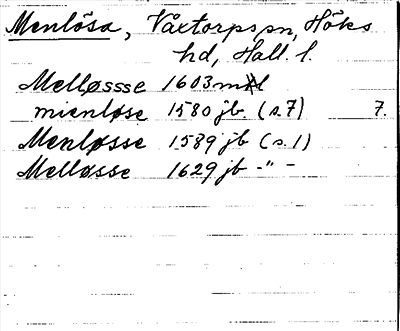 Menlösa, Våxtorps sn, Höks
hd, Hall. l.
Melløssse 1603 mtl
mienløse 1580 jb. (s.7) 7.
Menløsse 1589 jb (s.1)
Melløsse 1629 jb -"-